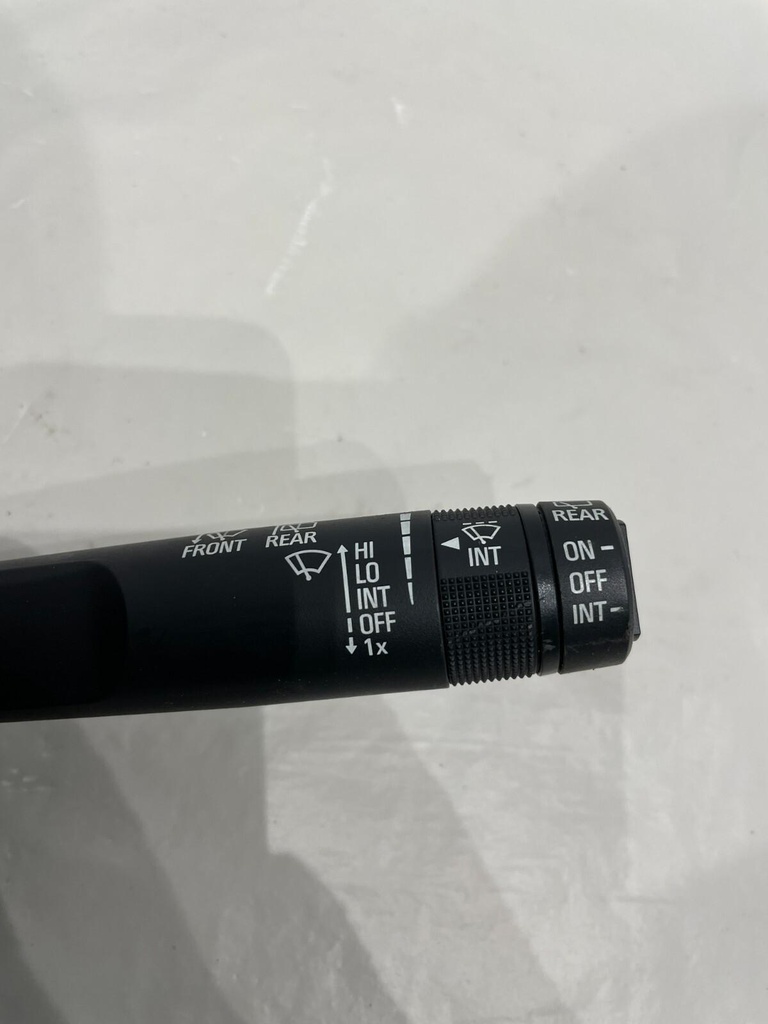 FRONT
REAR
HI
LO
INT
OFF
1x
INT
REAR
ON
OFF
INT